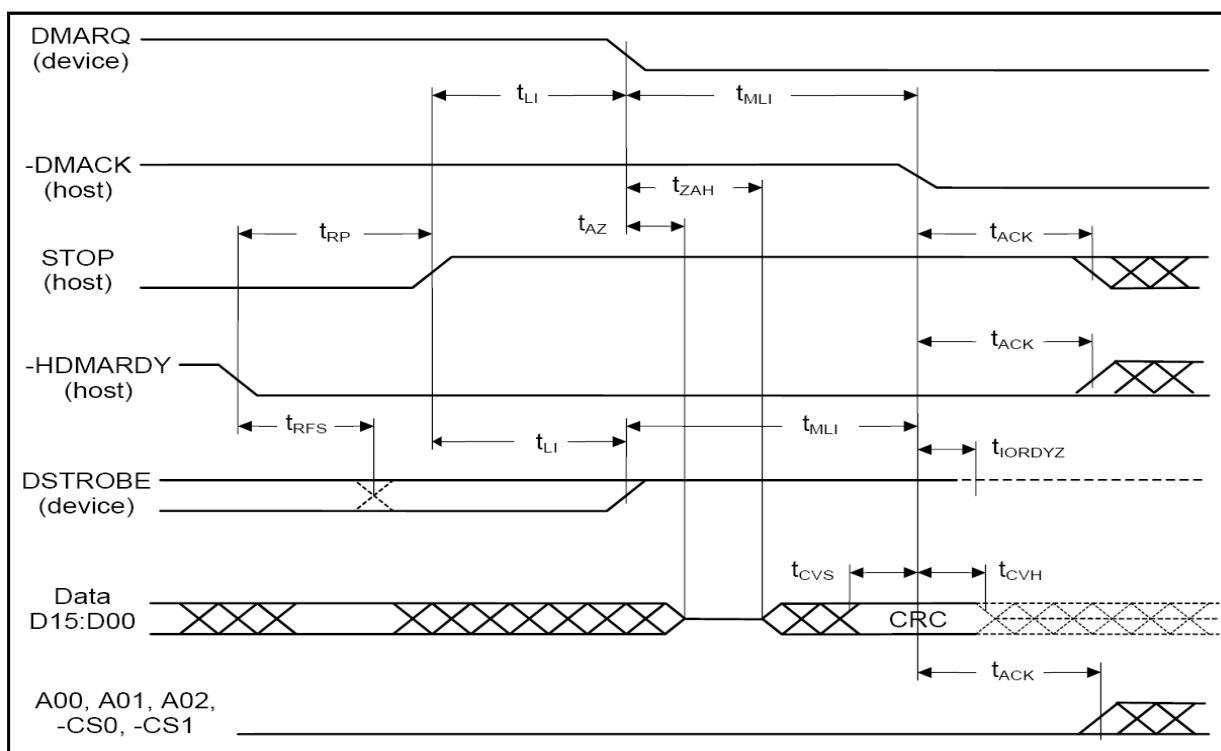 DMARQ
(device)
tLI
tMLI
-DMACK
(host)
tZAH
tAZ
tRP
tACK
STOP
(host)
tACK
-HDMARDY
(host)
tRFS
tLI
tMLI
tIORDYZ
DSTROBE
(device)
tCVS
tCVH
Data
D15:D00
CRC
tACK
A00, A01, A02,
-CS0, -CS1